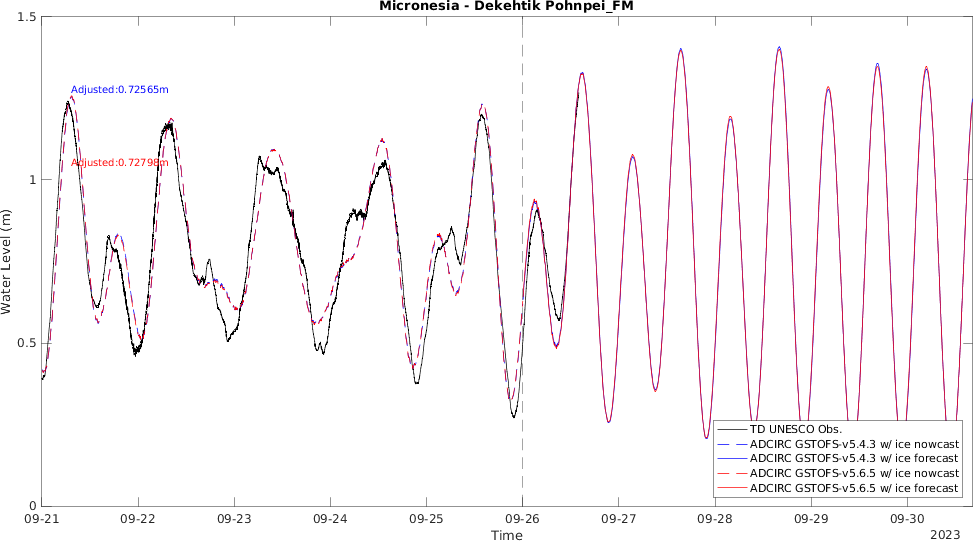 Micronesia - Dekehtik Pohnpei_FM
1.5
1
0.5
0
Water Level (m)
Adjusted:0.72565m
Adjusted:0.72798m
TD UNESCO Obs.
ADCIRC GSTOFS-v5.4.3 w/ ice nowcast
ADCIRC GSTOFS-v5.4.3 w/ ice forecast
ADCIRC GSTOFS-v5.6.5 w/ ice nowcast
ADCIRC GSTOFS-v5.6.5 w/ ice forecast
09-21 09-22 09-23 09-24 09-25 09-26 09-27 09-28 09-29 09-30
Time
2023